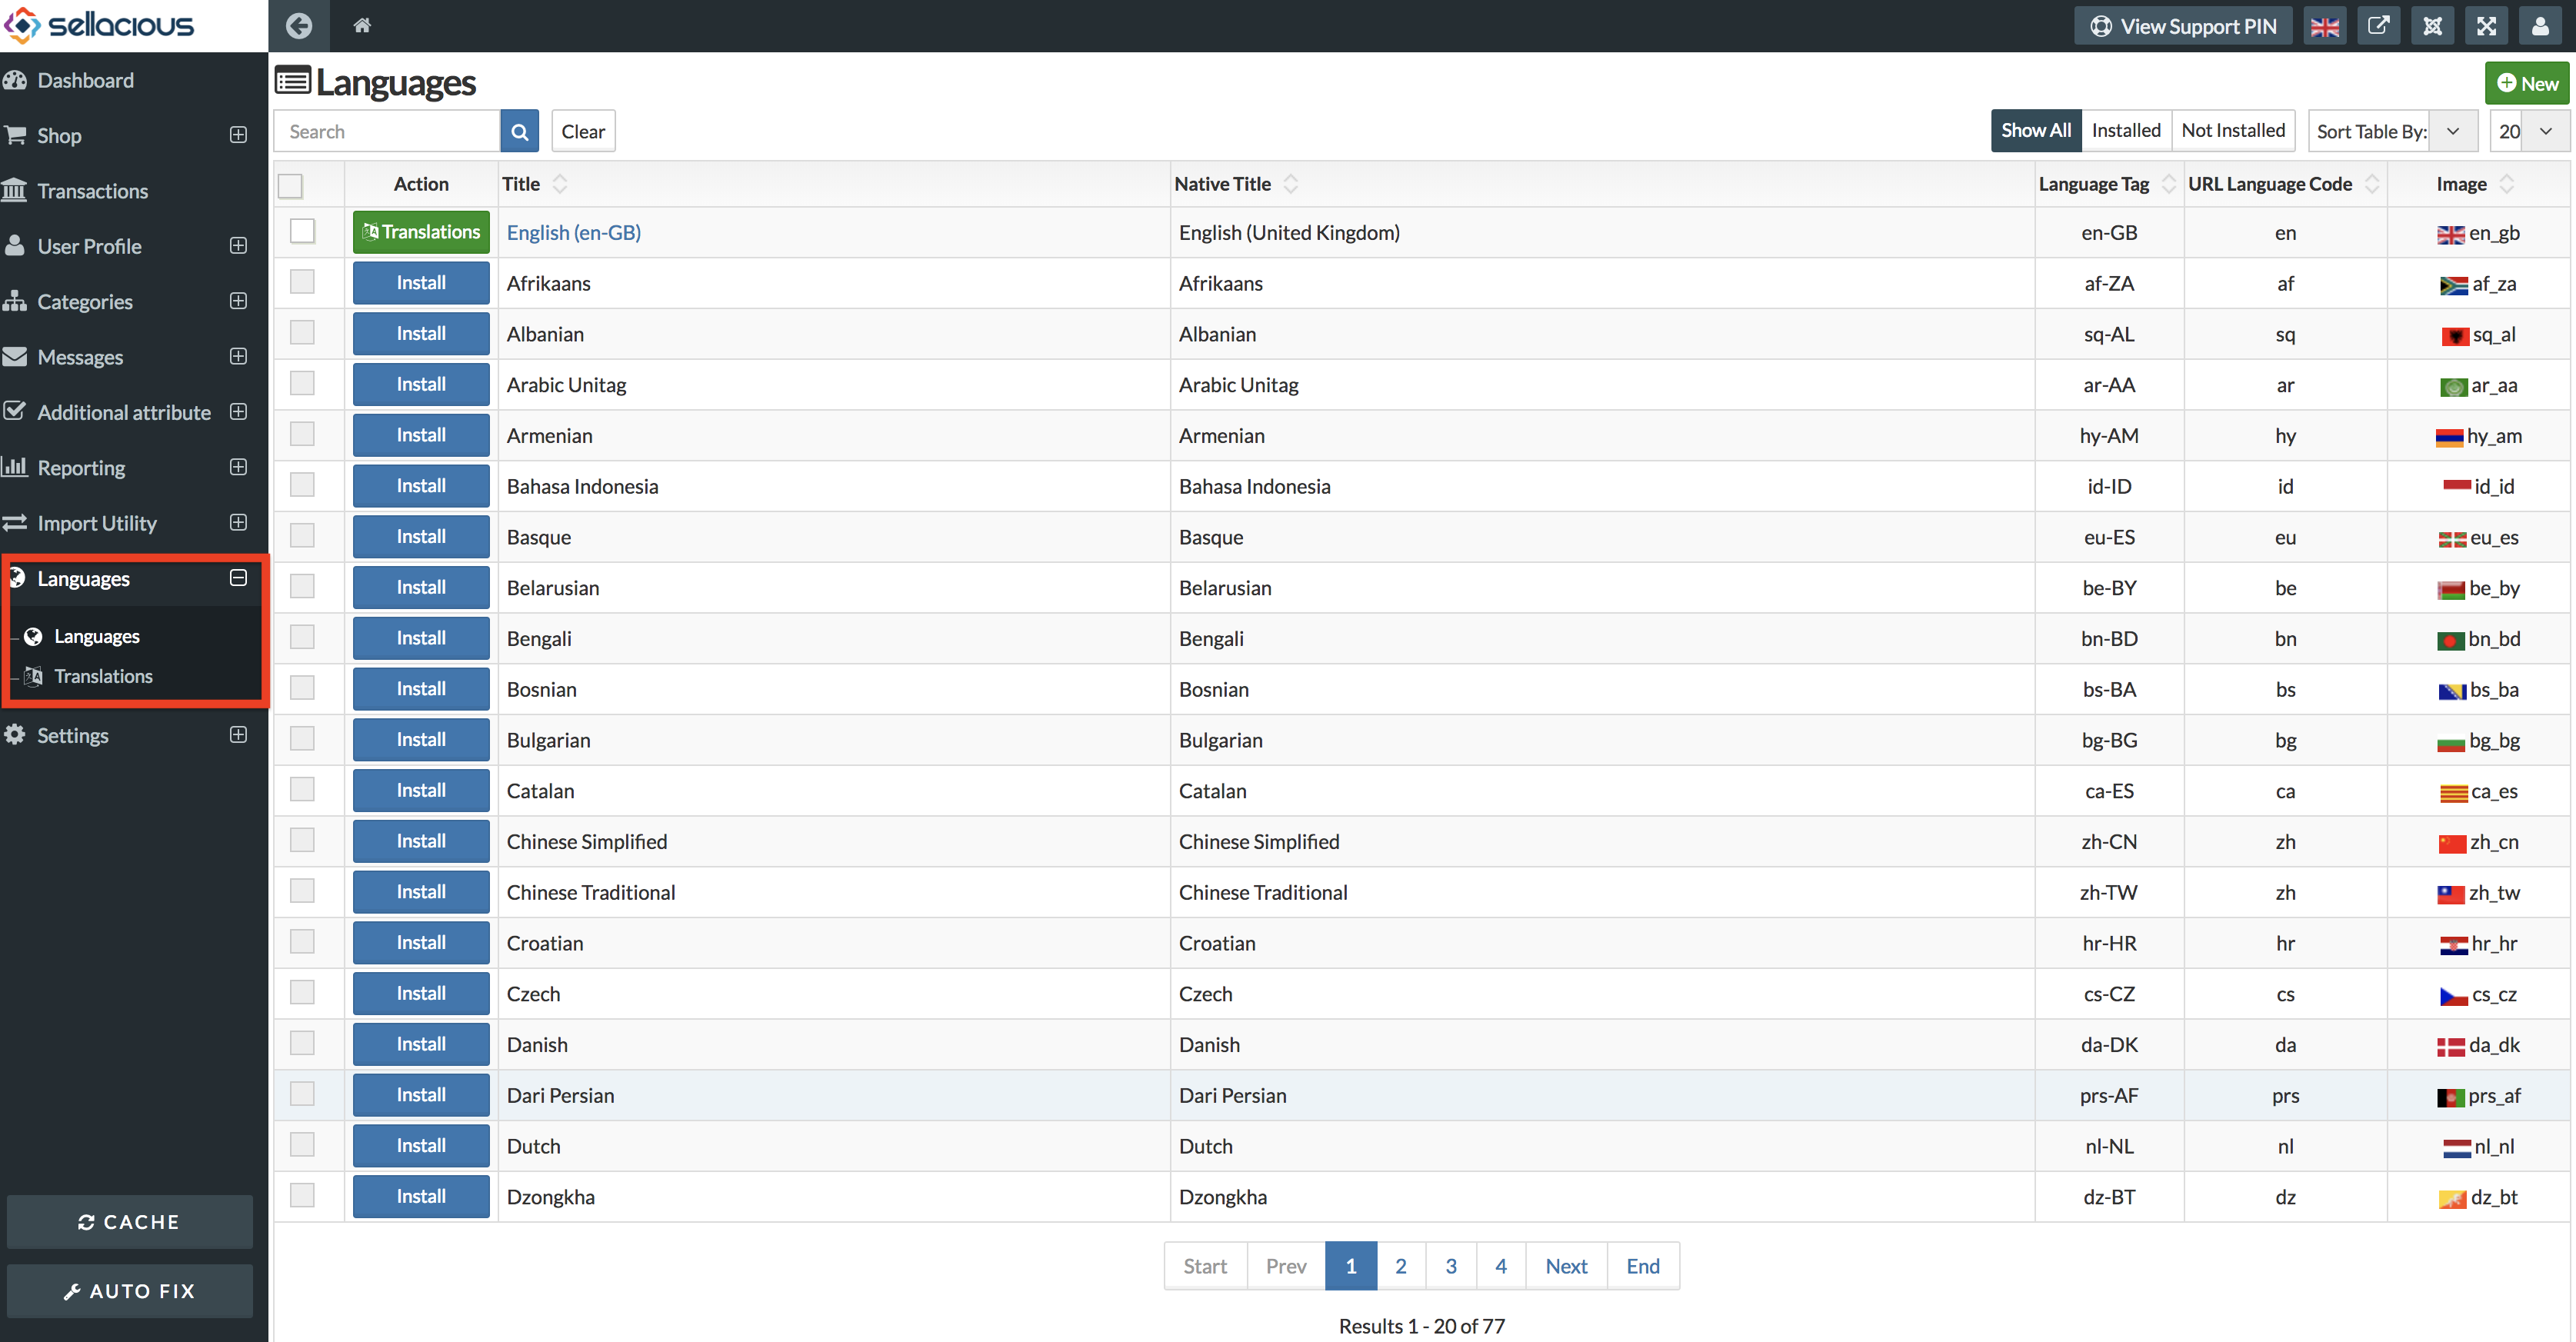 sellacious
View Support PIN
Dashboard
Shop
Transactions
User Profile
Categories
Messages
Additional attribute
Reporting
Import Utility
Languages
Languages
Translations
Settings
CACHE
AUTO FIX
Languages
New
Search
Clear
Show All Installed Not Installed Sort Table By: 20
Action Title Native Title Language Tag URL Language Code Image
Translations English (en-GB) English (United Kingdom) en-GB en en_gb
Install Afrikaans Afrikaans af-ZA af af_za
Install Albanian Albanian sq-AL sq sq_al
Install Arabic Unitag Arabic Unitag ar-AA ar ar_aa
Install Armenian Armenian hy-AM hy hy_am
Install Bahasa Indonesia Bahasa Indonesia id-ID id id_id
Install Basque Basque eu-ES eu eu_es
Install Belarusian Belarusian be-BY be be_by
Install Bengali Bengali bn-BD bn bn_bd
Install Bosnian Bosnian bs-BA bs bs_ba
Install Bulgarian Bulgarian bg-BG bg bg_bg
Install Catalan Catalan ca-ES ca ca_es
Install Chinese Simplified Chinese Simplified zh-CN zh zh_cn
Install Chinese Traditional Chinese Traditional zh-TW zh zh_tw
Install Croatian Croatian hr-HR hr hr_hr
Install Czech Czech cs-CZ cs cs_cz
Install Danish Danish da-DK da da_dk
Install Dari Persian Dari Persian prs-AF prs prs_af
Install Dutch Dutch nl-NL nl nl_nl
Install Dzongkha Dzongkha dz-BT dz dz_bt
Start Prev 1 2 3 4 Next End
Results 1 - 20 of 77